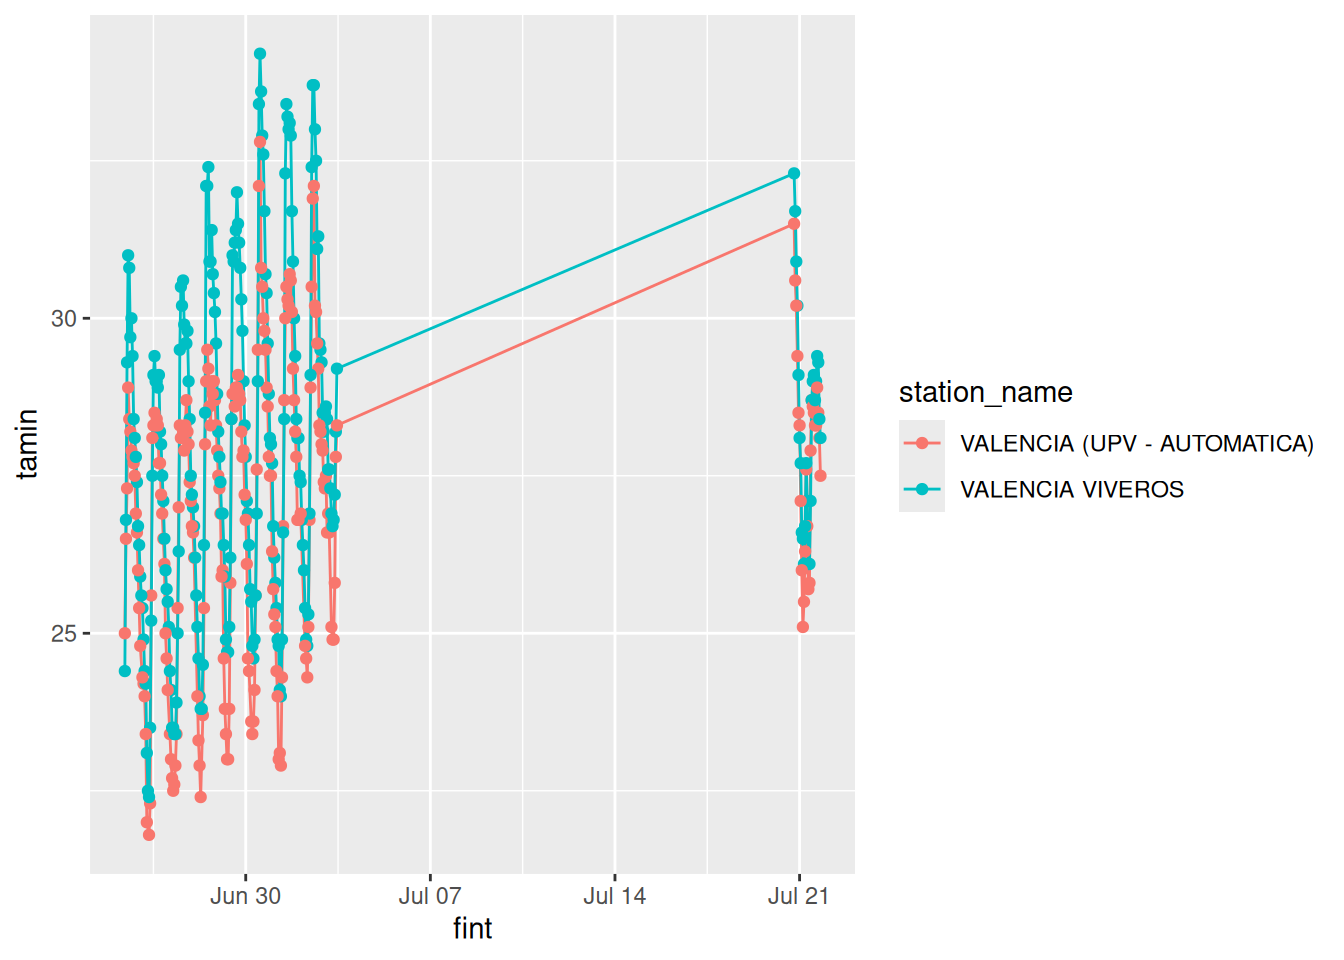 tamin
30
25
Jun 30
Jul 07
Jul 14
Jul 21
fint
station_name
VALENCIA (UPV - AUTOMATICA)
VALENCIA VIVEROS